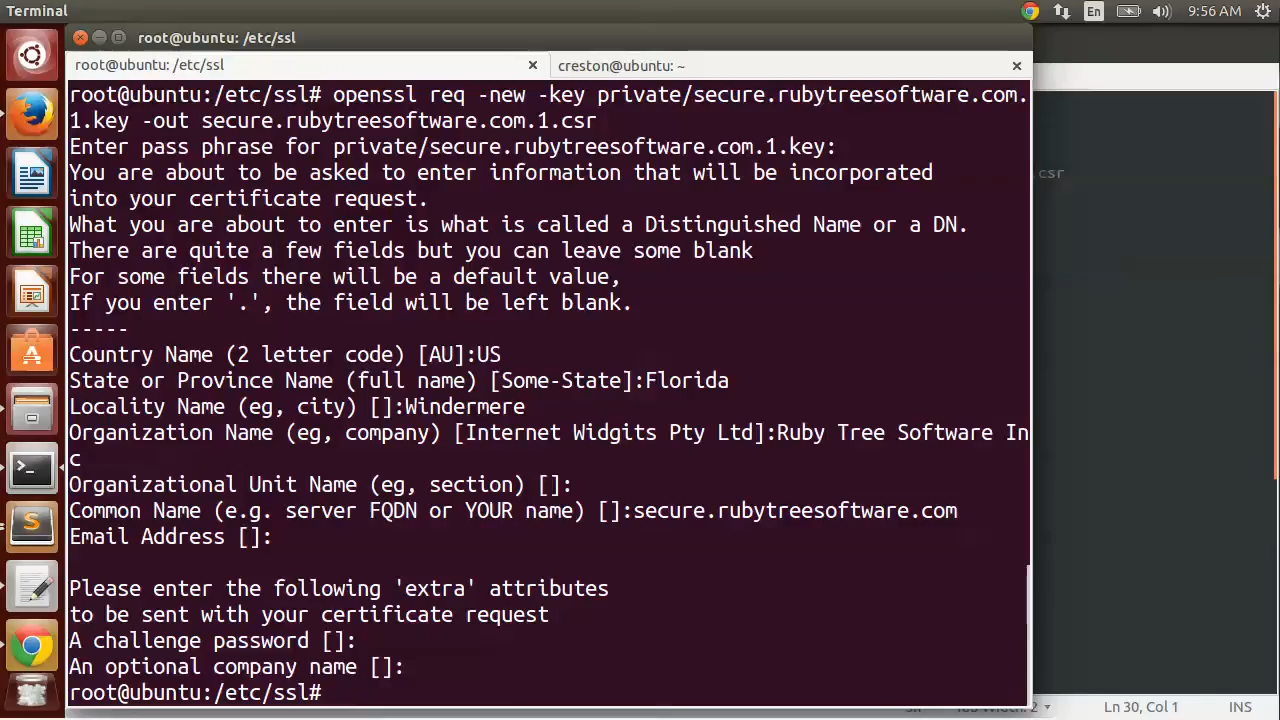 Terminal
En
9:56 AM
root@ubuntu: /etc/ssl
root@ubuntu: /etc/ssl
creston@ubuntu: ~
root@ubuntu:/etc/ssl# openssl req -new -key private/secure.rubytreesoftware.com.
1.key -out secure.rubytreesoftware.com.1.csr
Enter pass phrase for private/secure.rubytreesoftware.com.1.key:
You are about to be asked to enter information that will be incorporated
into your certificate request.
What you are about to enter is what is called a Distinguished Name or a DN.
There are quite a few fields but you can leave some blank
For some fields there will be a default value,
If you enter '.', the field will be left blank.
-----
Country Name (2 letter code) [AU]:US
State or Province Name (full name) [Some-State]:Florida
Locality Name (eg, city) []:Windermere
Organization Name (eg, company) [Internet Widgits Pty Ltd]:Ruby Tree Software In
c
Organizational Unit Name (eg, section) []:
Common Name (e.g. server FQDN or YOUR name) []:secure.rubytreesoftware.com
Email Address []:
Please enter the following 'extra' attributes
to be sent with your certificate request
A challenge password []:
An optional company name []:
root@ubuntu:/etc/ssl#
csr
Ln 30, Col 1
INS